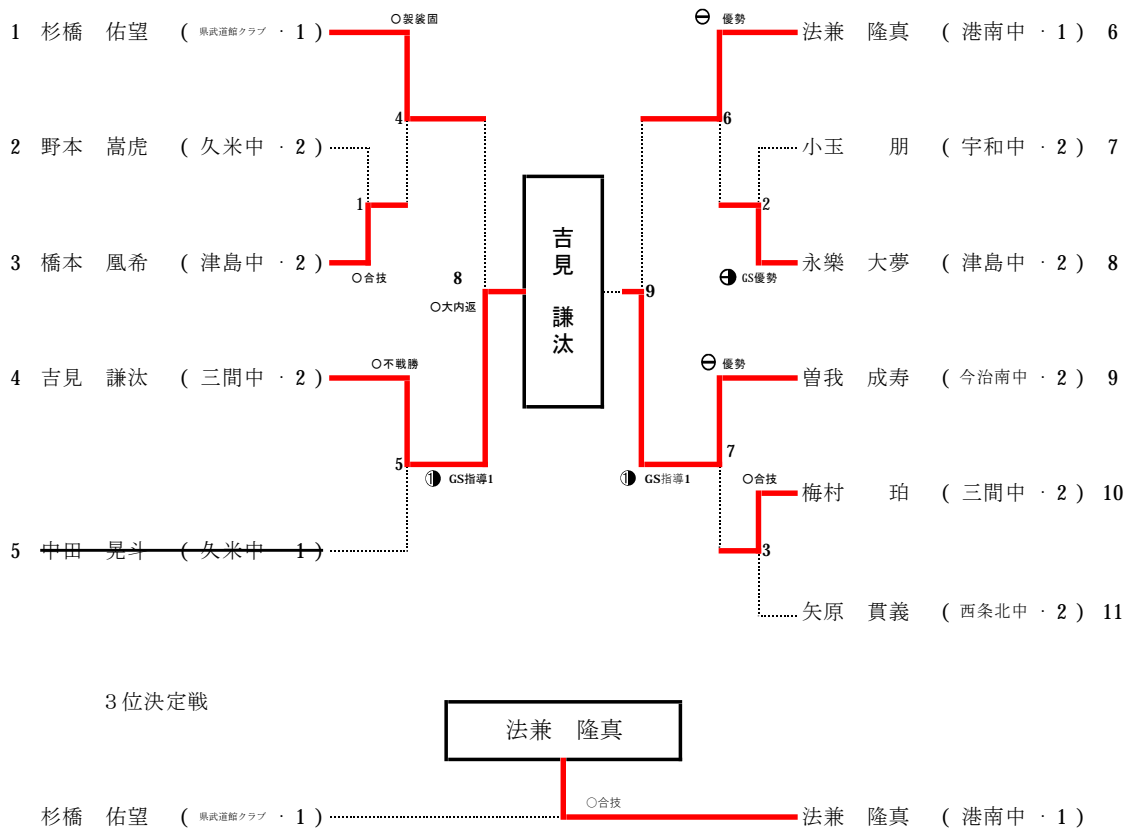 ○袈裟固
優勢
1 杉橋 佑望 ( 県武道館クラブ ・ 1 )
法兼 隆真 ( 港南中 ・ 1 ) 6
4
6
2 野本 嵩虎 ( 久米中 ・ 2 )
小玉 朋 ( 宇和中 ・ 2 ) 7
1
2
3 橋本 凰希 ( 津島中 ・ 2 )
永樂 大夢 ( 津島中 ・ 2 ) 8
○合技
8
GS優勢
吉見 謙汰
9
○大内返
○不戦勝
優勢
4 吉見 謙汰 ( 三間中 ・ 2 )
曽我 成寿 ( 今治南中 ・ 2 ) 9
5
7
① GS指導1
① GS指導1
○合技
梅村 珀 ( 三間中 ・ 2 ) 10
5 中田 晃斗 ( 久米中 ・ 1 )
3
矢原 貫義 ( 西条北中 ・ 2 ) 11
３位決定戦
法兼 隆真
○合技
杉橋 佑望 ( 県武道館クラブ ・ 1 )
法兼 隆真 ( 港南中 ・ 1 )